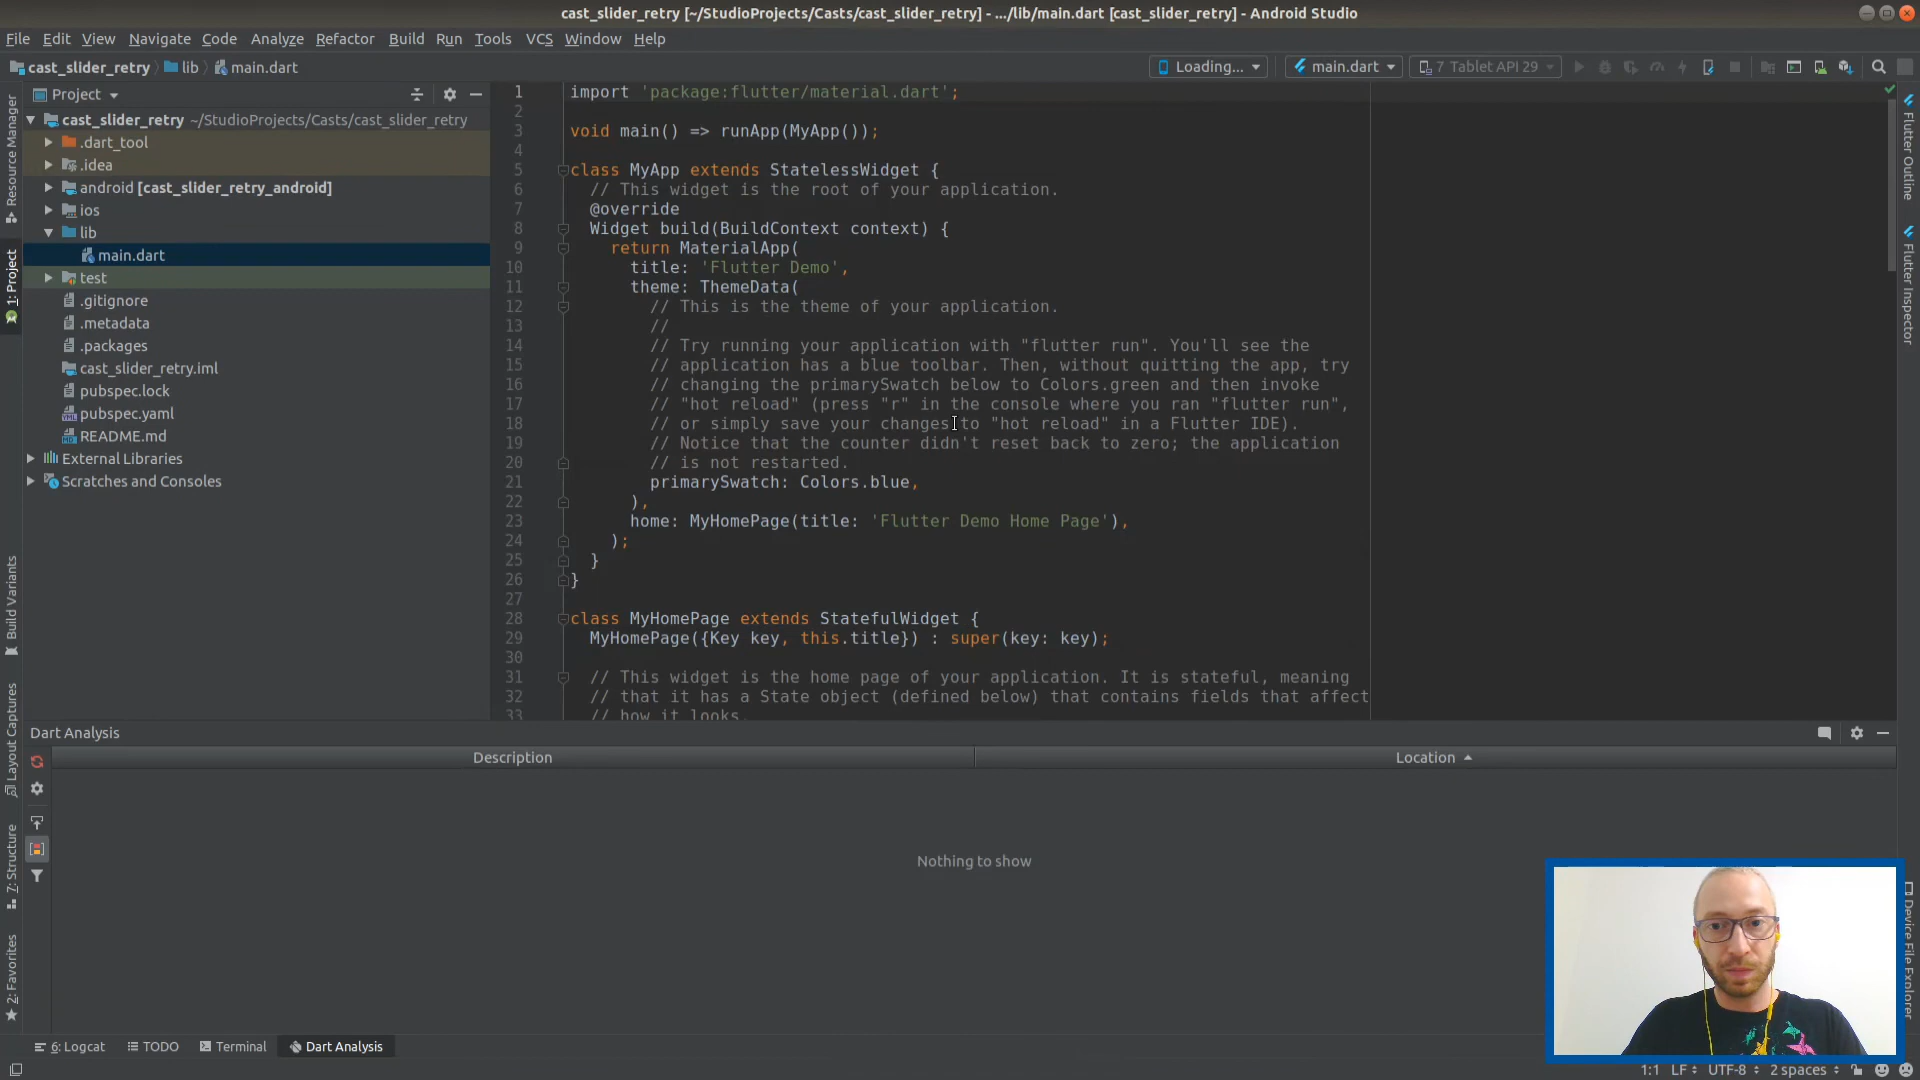 cast_slider_retry [~/StudioProjects/Casts/cast_slider_retry] - .../lib/main.dart [cast_slider_retry] - Android Studio
File Edit View Navigate Code Analyze Refactor Build Run Tools VCS Window Help
cast_slider_retry lib main.dart
Loading... main.dart 7 Tablet API 29
Project
cast_slider_retry ~/StudioProjects/Casts/cast_slider_retry
.dart_tool
.idea
android [cast_slider_retry_android]
ios
lib
main.dart
test
.gitignore
.metadata
.packages
cast_slider_retry.iml
pubspec.lock
pubspec.yaml
README.md
External Libraries
Scratches and Consoles
Resource Manager
1: Project
Build Variants
Layout Captures
7: Structure
2: Favorites
1 import 'package:flutter/material.dart';
2
3 void main() => runApp(MyApp());
4
5 class MyApp extends StatelessWidget {
6 // This widget is the root of your application.
7 @override
8 Widget build(BuildContext context) {
9 return MaterialApp(
10 title: 'Flutter Demo',
11 theme: ThemeData(
12 // This is the theme of your application.
13 //
14 // Try running your application with "flutter run". You'll see the
15 // application has a blue toolbar. Then, without quitting the app, try
16 // changing the primarySwatch below to Colors.green and then invoke
17 // "hot reload" (press "r" in the console where you ran "flutter run",
18 // or simply save your changes to "hot reload" in a Flutter IDE).
19 // Notice that the counter didn't reset back to zero; the application
20 // is not restarted.
21 primarySwatch: Colors.blue,
22 ),
23 home: MyHomePage(title: 'Flutter Demo Home Page'),
24 );
25 }
26 }
27
28 class MyHomePage extends StatefulWidget {
29 MyHomePage({Key key, this.title}) : super(key: key);
30
31 // This widget is the home page of your application. It is stateful, meaning
32 // that it has a State object (defined below) that contains fields that affect
33 // how it looks.
Flutter Outline
Flutter Inspector
Device File Explorer
Dart Analysis
Description Location
Nothing to show
6: Logcat TODO Terminal Dart Analysis
1:1 LF UTF-8 2 spaces